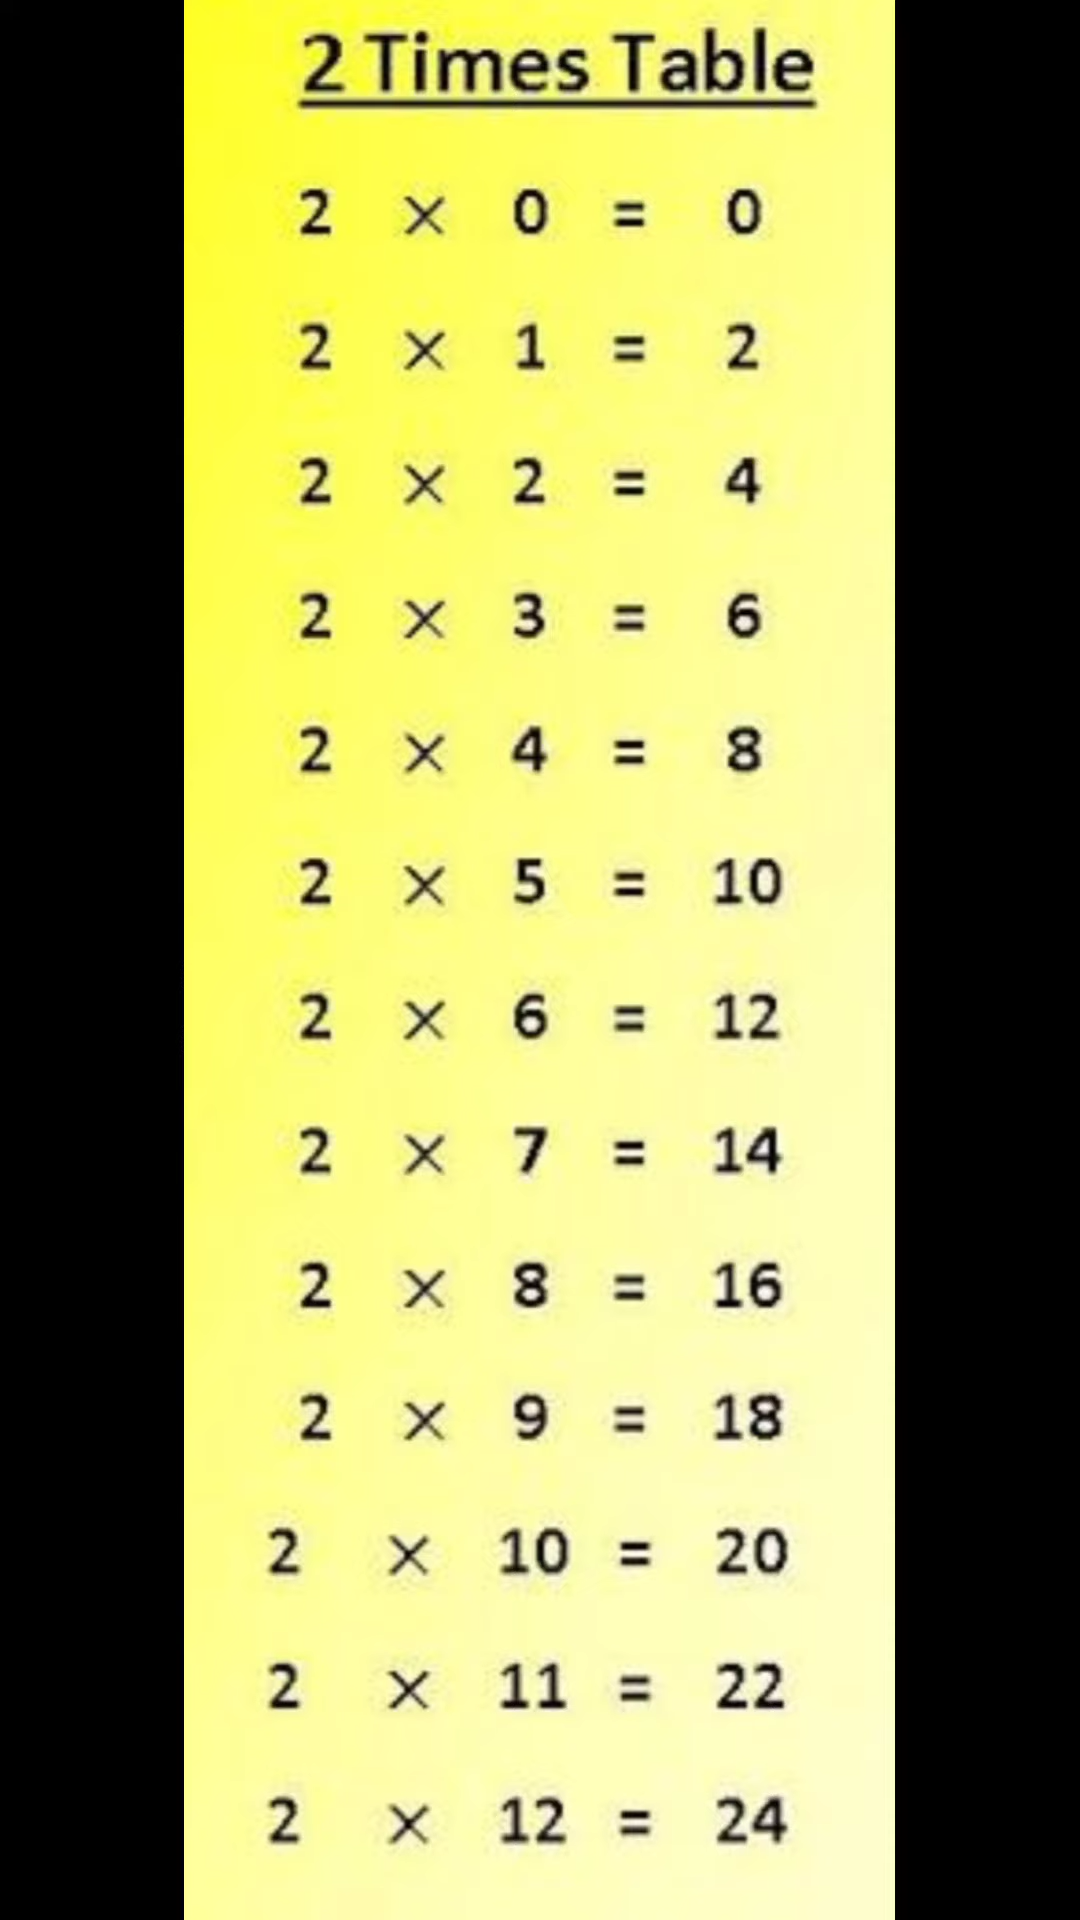 2 Times Table
2 × 0 = 0
2 × 1 = 2
2 × 2 = 4
2 × 3 = 6
2 × 4 = 8
2 × 5 = 10
2 × 6 = 12
2 × 7 = 14
2 × 8 = 16
2 × 9 = 18
2 × 10 = 20
2 × 11 = 22
2 × 12 = 24